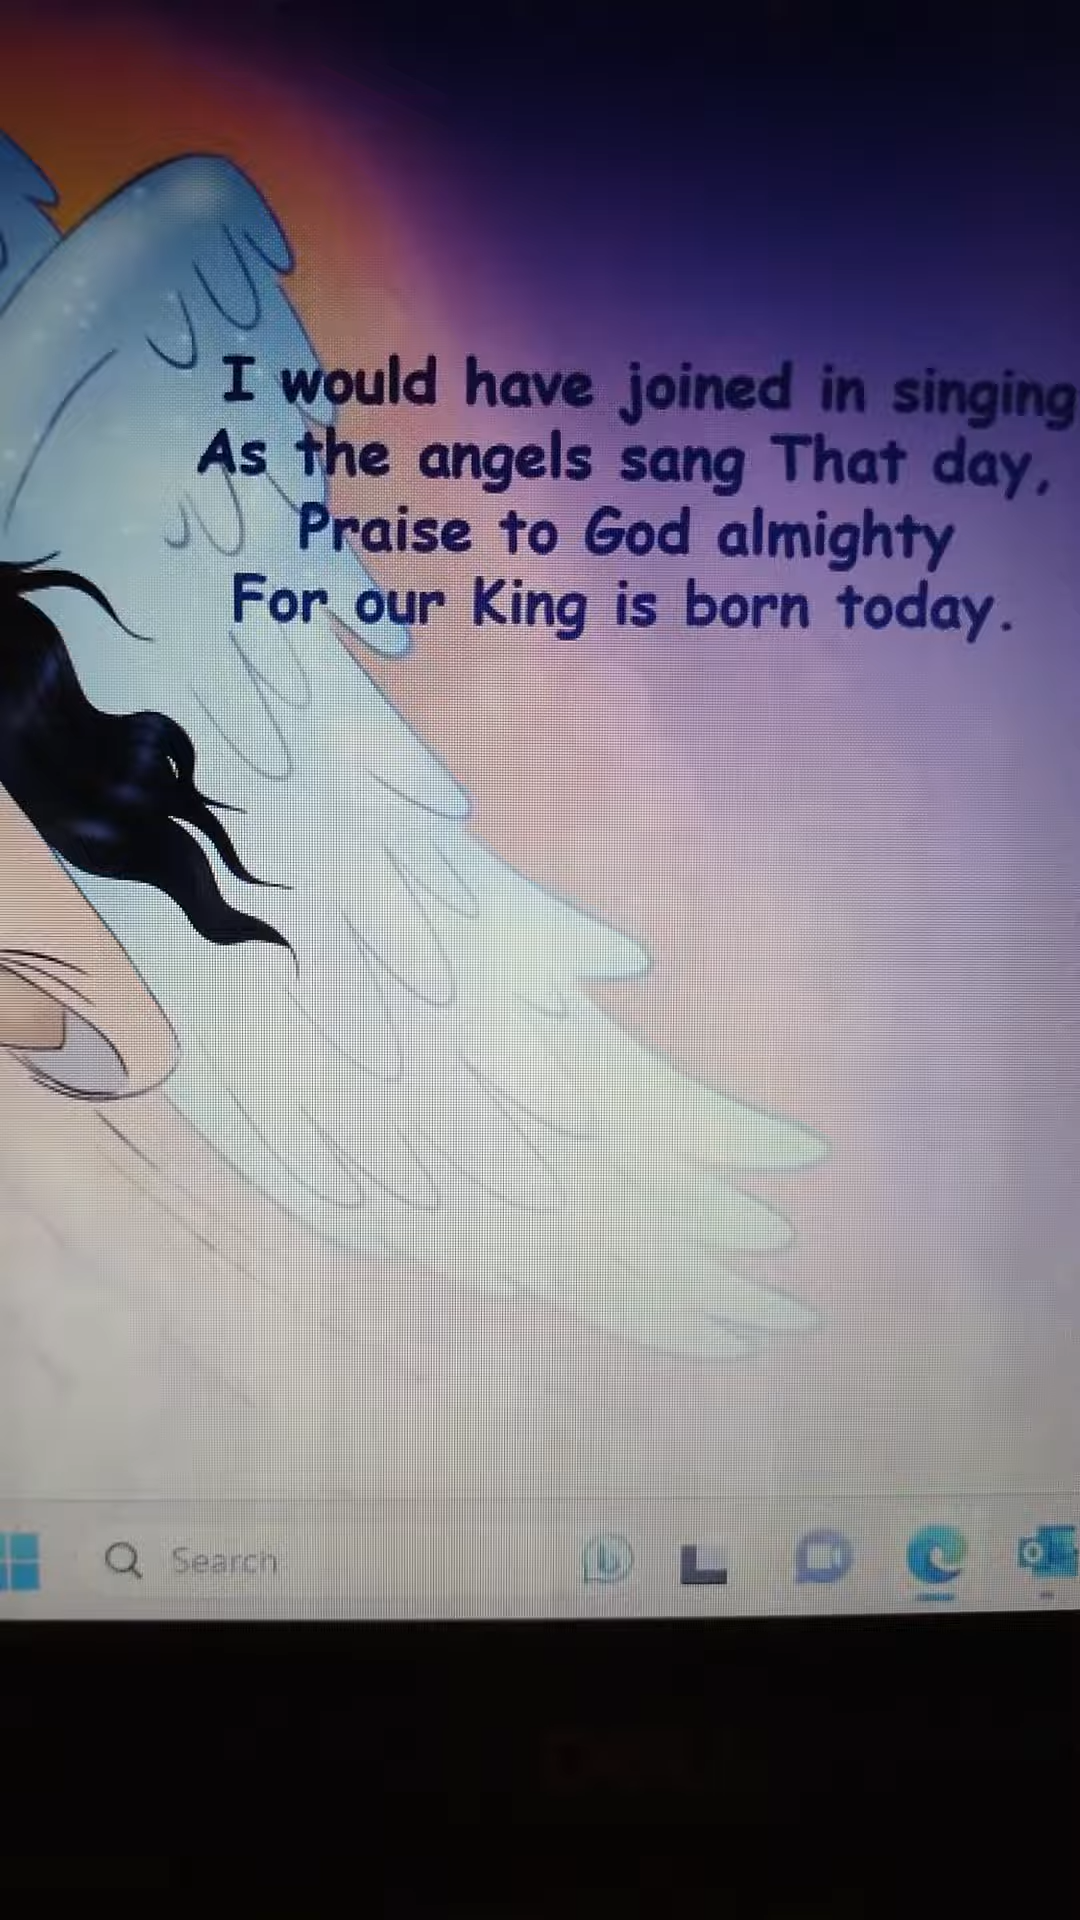 I would have joined in singing
As the angels sang That day,
Praise to God almighty
For our King is born today.
Search